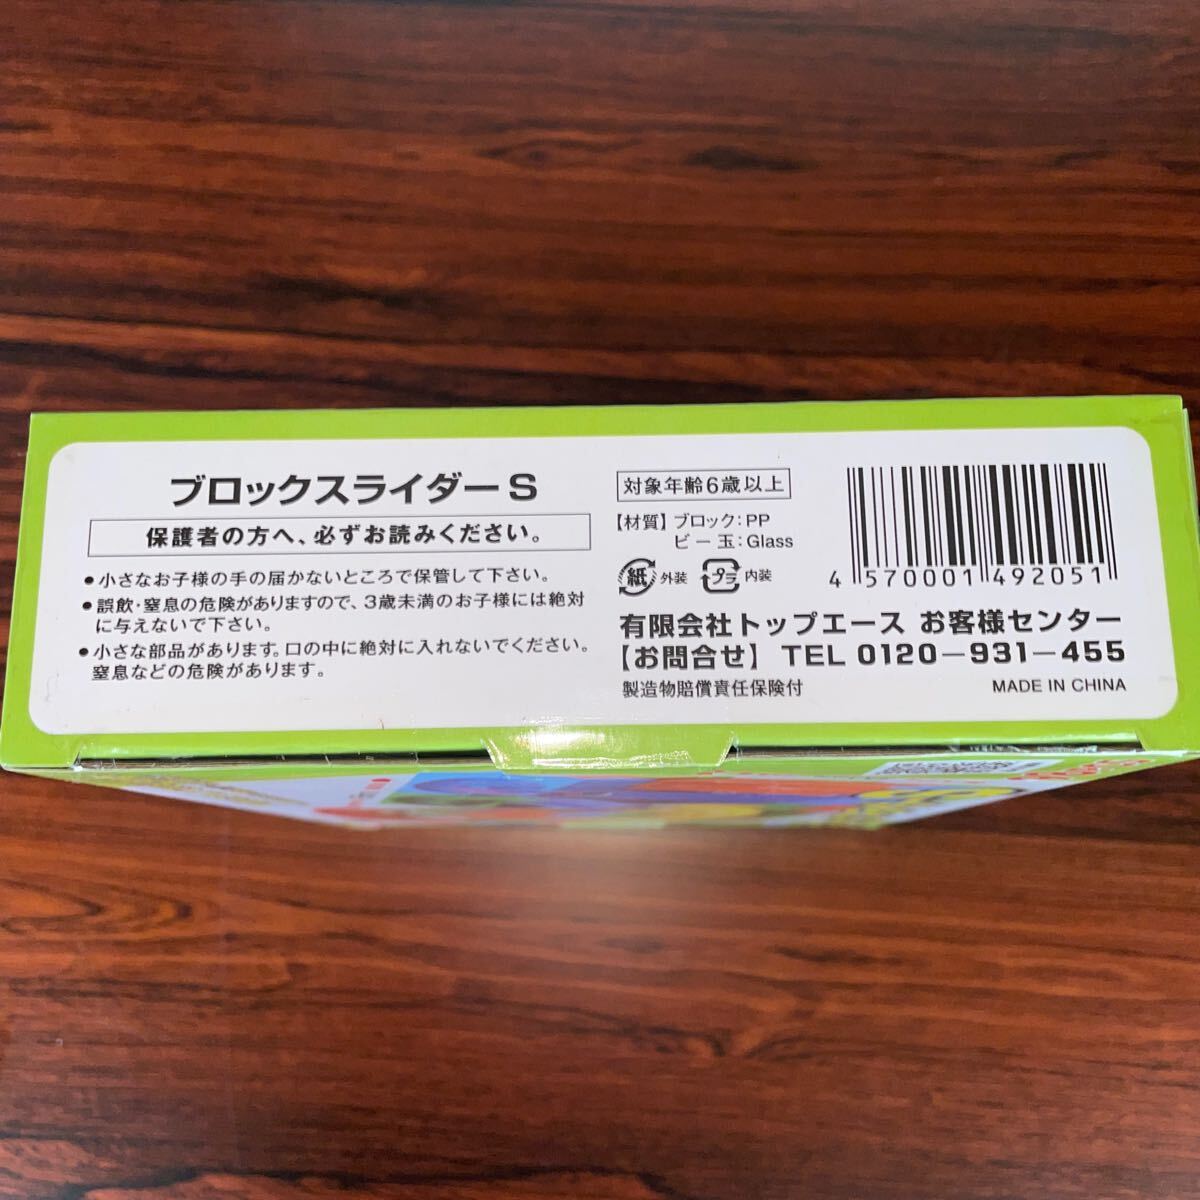 ブロックスライダーS
保護者の方へ、必ずお読みください。
●小さなお子様の手の届かないところで保管して下さい。
●誤飲・窒息の危険がありますので、3歳未満のお子様には絶対
に与えないで下さい。
●小さな部品があります。口の中に絶対に入れないでください。
窒息などの危険があります。
対象年齢6歳以上
【材質】ブロック:PP
ビー玉:Glass
紙 外装 プラ 内装
4 570001 492051
有限会社トップエース お客様センター
【お問合せ】 TEL 0120-931-455
製造物賠償責任保険付
MADE IN CHINA